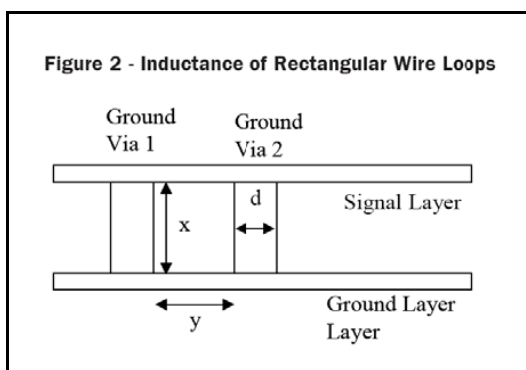 Figure 2 - Inductance of Rectangular Wire Loops
Ground
Via 1
Ground
Via 2
d
Signal Layer
x
Ground Layer
Layer
y